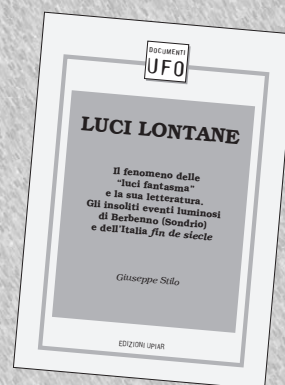 DOCUMENTI
UFO
LUCI LONTANE
Il fenomeno delle
“luci fantasma”
e la sua letteratura.
Gli insoliti eventi luminosi
di Berbenno (Sondrio)
e dell'Italia fin de siecle
Giuseppe Stilo
EDIZIONI UPIAR